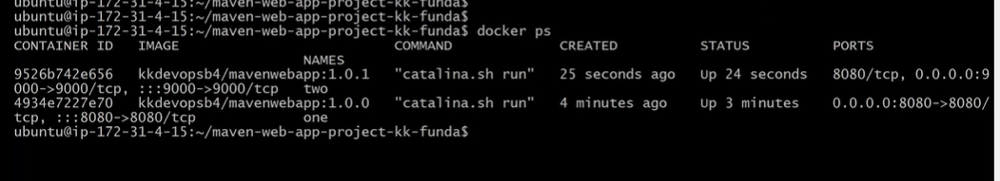 ubuntu@ip-172-31-4-15:~/maven-web-app-project-kk-funda$
ubuntu@ip-172-31-4-15:~/maven-web-app-project-kk-funda$
ubuntu@ip-172-31-4-15:~/maven-web-app-project-kk-funda$ docker ps
CONTAINER ID   IMAGE                          COMMAND             CREATED          STATUS          PORTS
                              NAMES
9526b742e656   kkdevopsb4/mavenwebapp:1.0.1   "catalina.sh run"   25 seconds ago   Up 24 seconds   8080/tcp, 0.0.0.0:9
000->9000/tcp, :::9000->9000/tcp   two
4934e7227e70   kkdevopsb4/mavenwebapp:1.0.0   "catalina.sh run"   4 minutes ago    Up 3 minutes    0.0.0.0:8080->8080/
tcp, :::8080->8080/tcp             one
ubuntu@ip-172-31-4-15:~/maven-web-app-project-kk-funda$